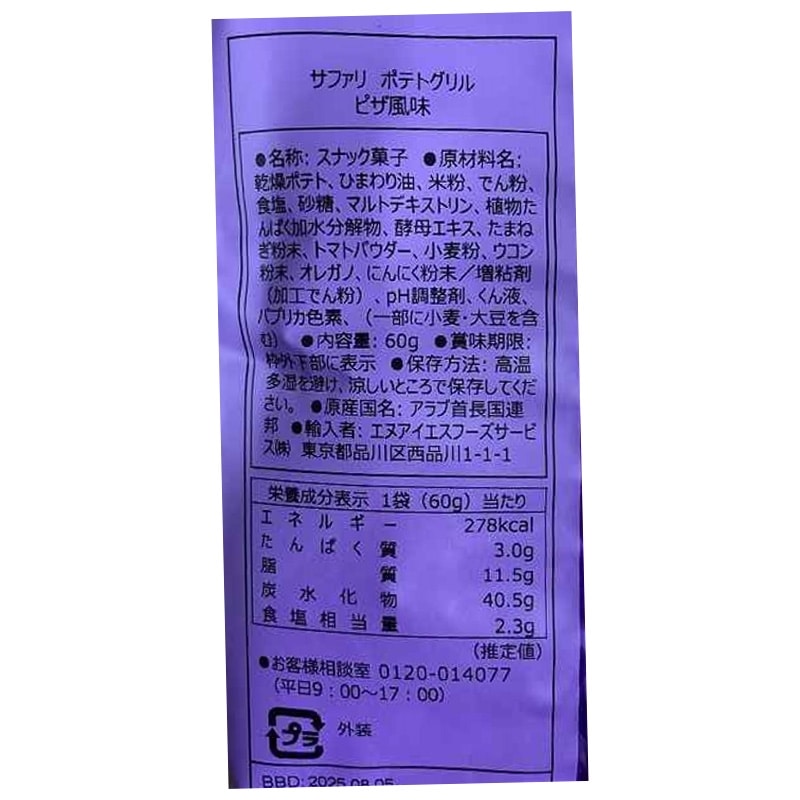 サファリ ポテトグリル
ピザ風味
●名称: スナック菓子 ●原材料名:
乾燥ポテト、ひまわり油、米粉、でん粉、
食塩、砂糖、マルトデキストリン、植物た
んぱく加水分解物、酵母エキス、たまね
ぎ粉末、トマトパウダー、小麦粉、ウコン
粉末、オレガノ、にんにく粉末／増粘剤
（加工でん粉）、pH調整剤、くん液、
パプリカ色素、（一部に小麦・大豆を含
む） ●内容量: 60g ●賞味期限:
枠外下部に表示 ●保存方法: 高温
多湿を避け、涼しいところで保存してくだ
さい。 ●原産国名: アラブ首長国連
邦 ●輸入者: エヌアイエスフーズサービ
ス㈱ 東京都品川区西品川1-1-1
栄養成分表示 1袋（60g）当たり
エネルギー 278kcal
たんぱく質 3.0g
脂質 11.5g
炭水化物 40.5g
食塩相当量 2.3g
（推定値）
●お客様相談室 0120-014077
（平日9：00～17：00）
プラ 外装
BBD: 2025.08.05